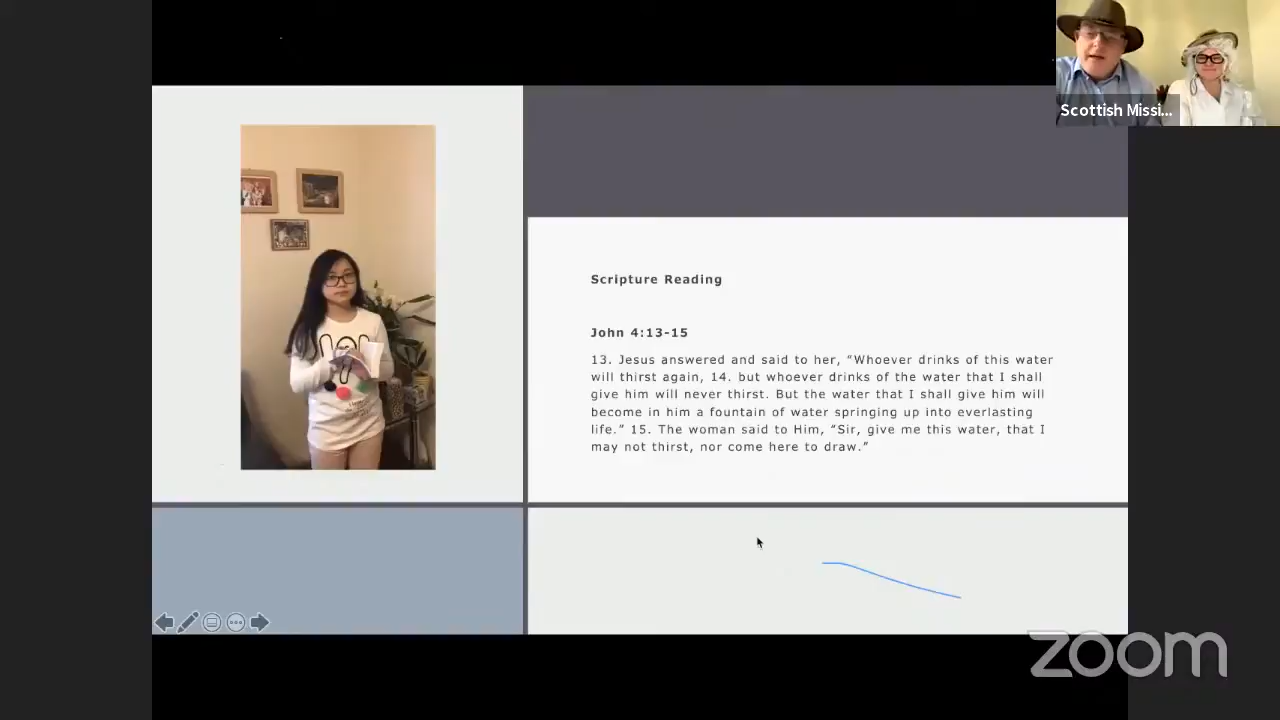 Scottish Missi...
Scripture Reading
John 4:13-15
13. Jesus answered and said to her, “Whoever drinks of this water
will thirst again, 14. but whoever drinks of the water that I shall
give him will never thirst. But the water that I shall give him will
become in him a fountain of water springing up into everlasting
life.” 15. The woman said to Him, “Sir, give me this water, that I
may not thirst, nor come here to draw.”
zoom